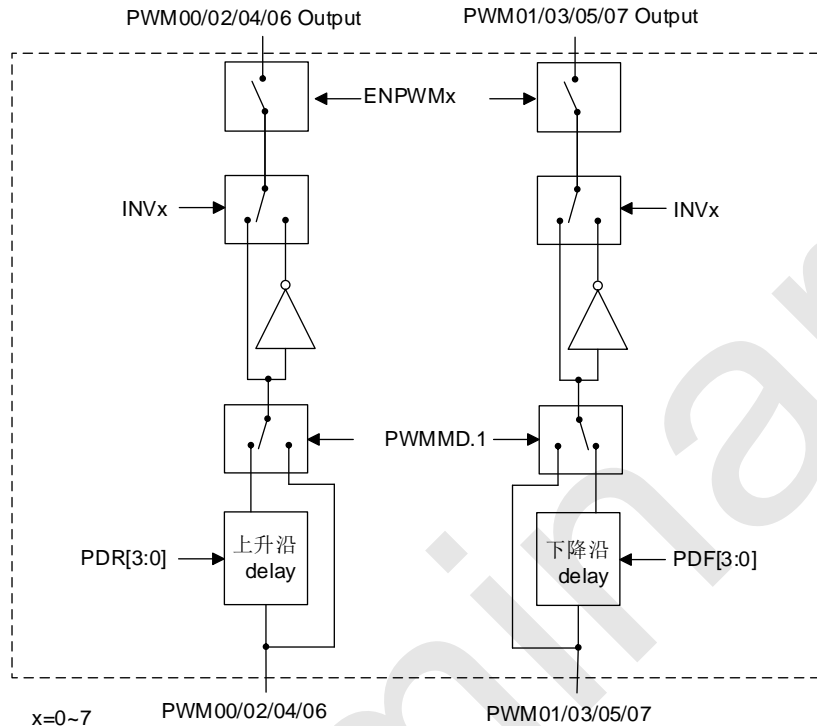 PWM00/02/04/06 Output
PWM01/03/05/07 Output
ENPWMx
INVx
INVx
PWMMD.1
PDR[3:0]
上升沿
delay
下降沿
delay
PDF[3:0]
x=0~7
PWM00/02/04/06
PWM01/03/05/07